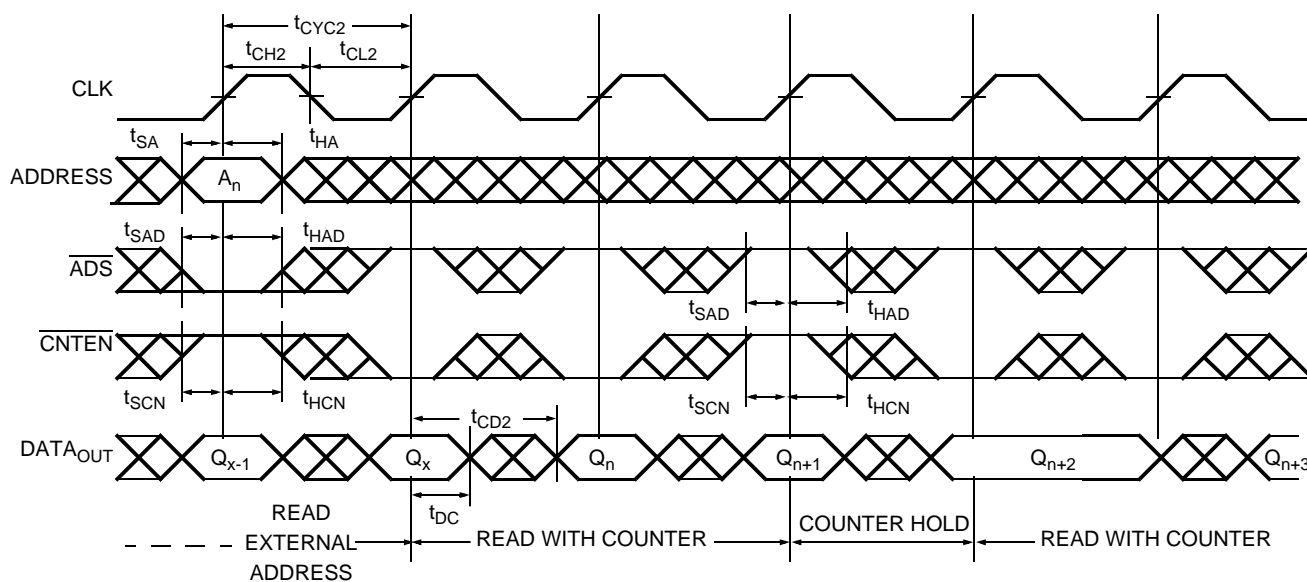 tCYC2
tCH2
tCL2
CLK
tSA
tHA
ADDRESS
An
tSAD
tHAD
ADS
tSAD
tHAD
CNTEN
tSCN
tHCN
tSCN
tHCN
tCD2
DATAOUT
Qx-1
Qx
Qn
Qn+1
Qn+2
Qn+3
tDC
READ
EXTERNAL
ADDRESS
READ WITH COUNTER
COUNTER HOLD
READ WITH COUNTER